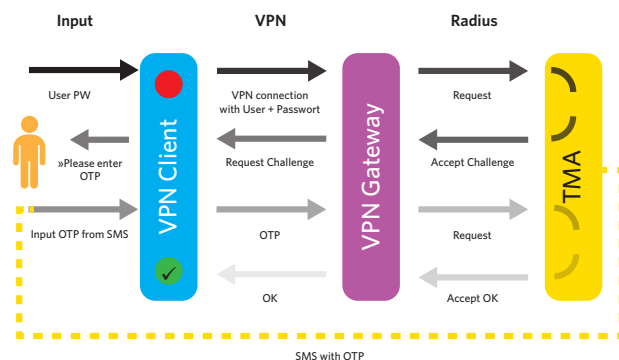 Input
VPN
Radius
User PW
VPN connection
with User + Passwort
Request
»Please enter
OTP
Request Challenge
Accept Challenge
VPN Client
VPN Gateway
TMA
Input OTP from SMS
OTP
Request
OK
Accept OK
SMS with OTP